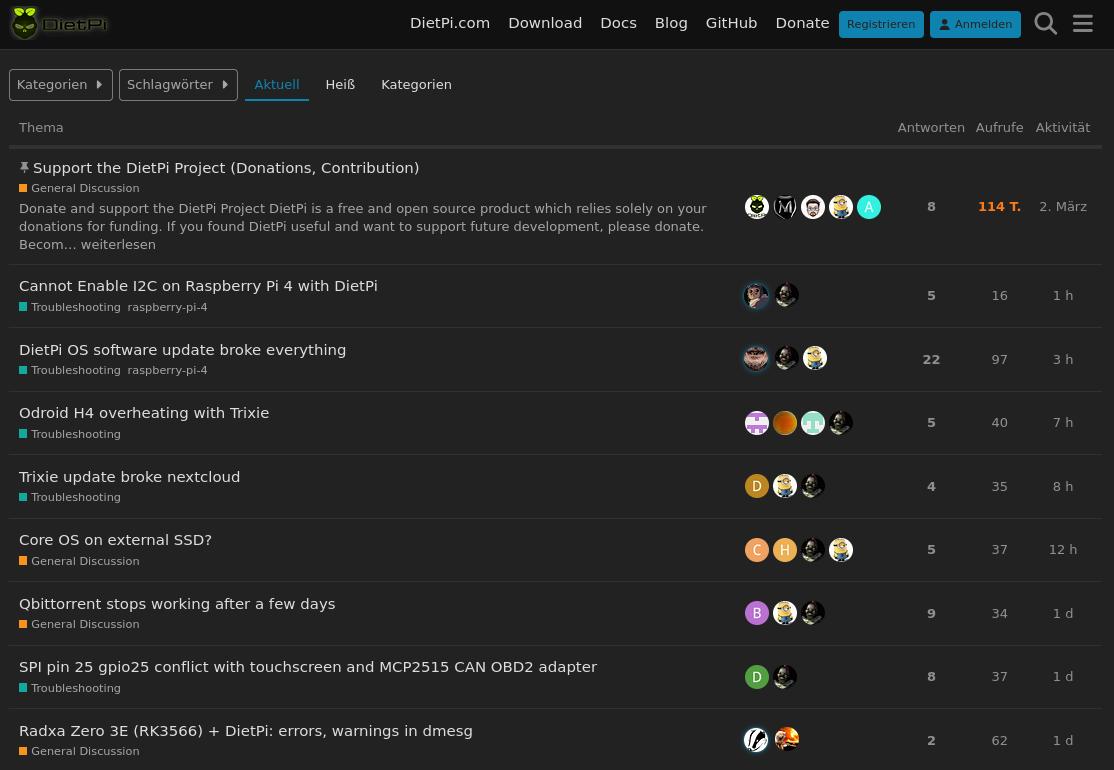 DietPi DietPi.com Download Docs Blog GitHub Donate Registrieren Anmelden
Kategorien Schlagwörter Aktuell Heiß Kategorien
Thema Antworten Aufrufe Aktivität
Support the DietPi Project (Donations, Contribution)
General Discussion
Donate and support the DietPi Project DietPi is a free and open source product which relies solely on your
donations for funding. If you found DietPi useful and want to support future development, please donate.
Becom… weiterlesen
A 8 114 T. 2. März
Cannot Enable I2C on Raspberry Pi 4 with DietPi
Troubleshooting raspberry-pi-4
5 16 1 h
DietPi OS software update broke everything
Troubleshooting raspberry-pi-4
22 97 3 h
Odroid H4 overheating with Trixie
Troubleshooting
5 40 7 h
Trixie update broke nextcloud
Troubleshooting
D 4 35 8 h
Core OS on external SSD?
General Discussion
C H 5 37 12 h
Qbittorrent stops working after a few days
General Discussion
B 9 34 1 d
SPI pin 25 gpio25 conflict with touchscreen and MCP2515 CAN OBD2 adapter
Troubleshooting
D 8 37 1 d
Radxa Zero 3E (RK3566) + DietPi: errors, warnings in dmesg
General Discussion
2 62 1 d